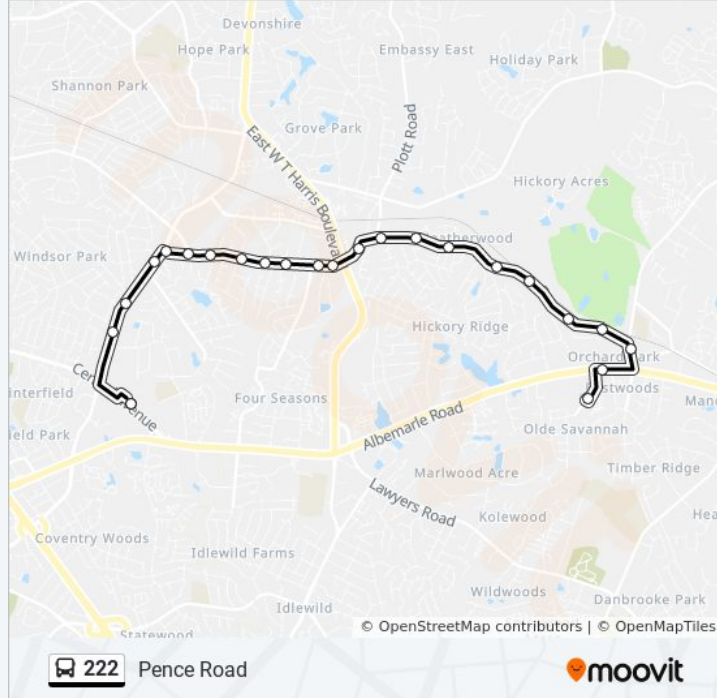 Devonshire
Hope Park
Embassy East
Holiday Park
Shannon Park
Grove Park
East W T Harris Boulevard
Plott Road
Hickory Acres
Windsor Park
Hickory Ridge
Orchard Park
Central Avenue
Four Seasons
Albemarle Road
Olde Savannah
Marlwood Acre
Timber Ridge
Lawyers Road
Kolewood
Coventry Woods
Idlewild Farms
Wildwoods
Idlewild
Danbrooke Park
Statewood
© OpenStreetMap contributors | © OpenMapTiles
222 Pence Road
moovit